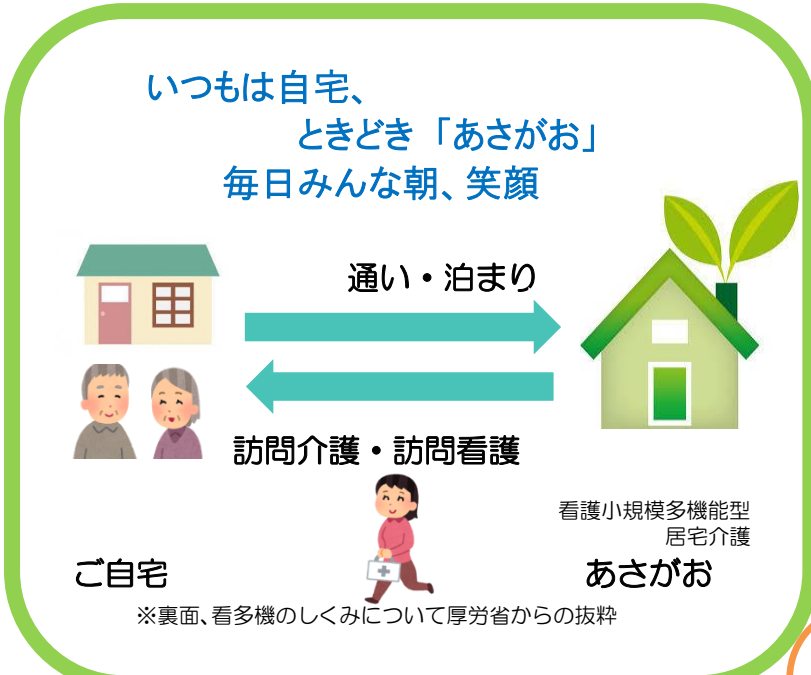 いつもは自宅、
ときどき「あさがお」
毎日みんな朝、笑顔
通い・泊まり
訪問介護・訪問看護
看護小規模多機能型
居宅介護
ご自宅
あさがお
※裏面、看多機のしくみについて厚労省からの抜粋